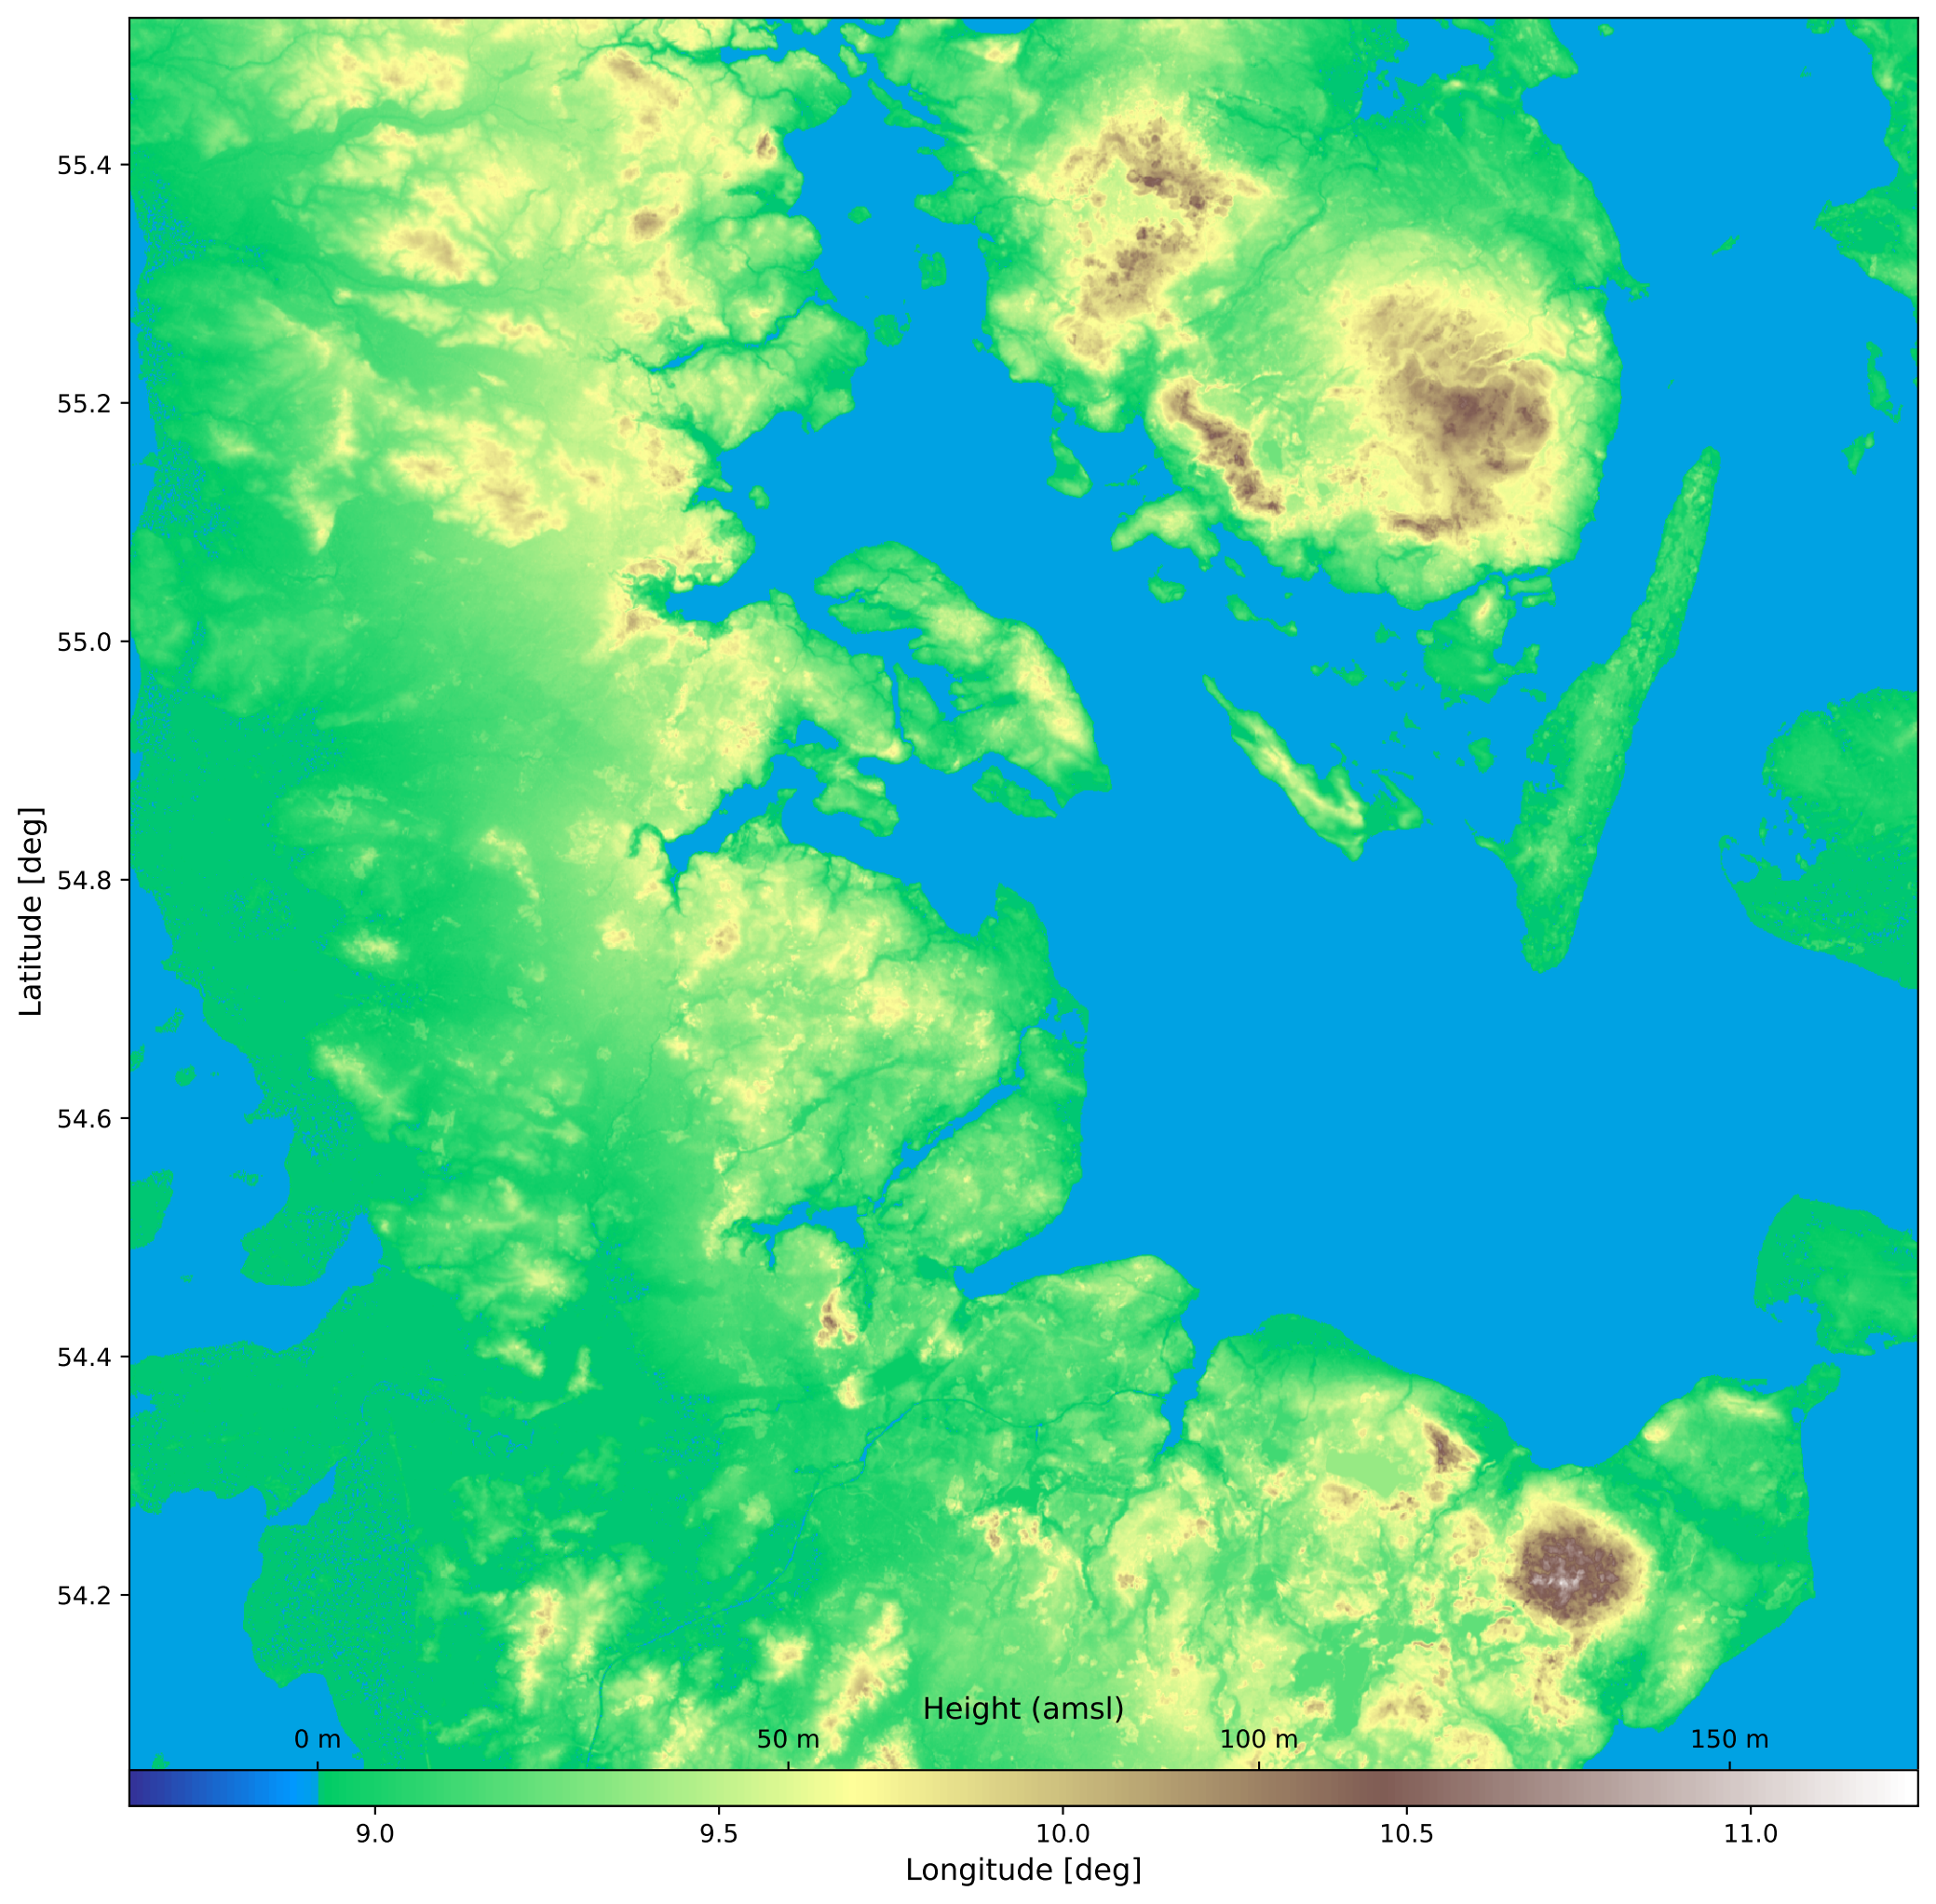 55.4
55.2
55.0
54.8
54.6
54.4
54.2
Latitude [deg]
Height (amsl)
0 m 50 m 100 m 150 m
9.0 9.5 10.0 10.5 11.0
Longitude [deg]